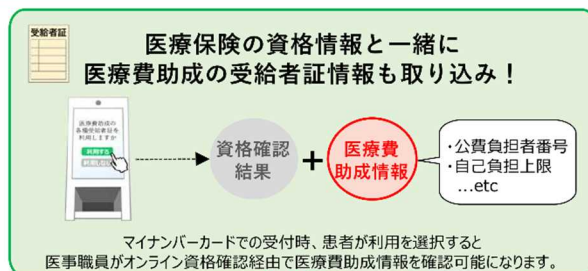 受給者証
医療保険の資格情報と一緒に
医療費助成の受給者証情報も取り込み！
医療費助成の
各種受給者証を
利用しますか
利用する
利用しない
資格確認
結果
+
医療費
助成情報
・公費負担者番号
・自己負担上限
…etc
マイナンバーカードでの受付時、患者が利用を選択すると
医事職員がオンライン資格確認経由で医療費助成情報を確認可能になります。